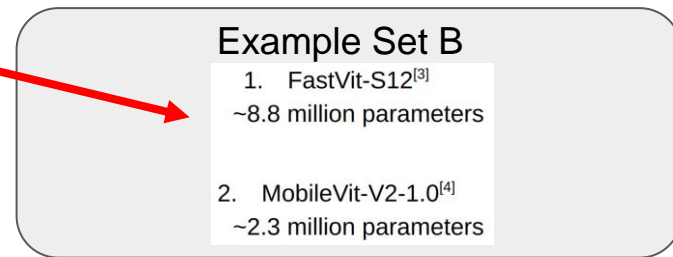 Example Set B
1. FastVit-S12[3]
~8.8 million parameters
2. MobileVit-V2-1.0[4]
~2.3 million parameters